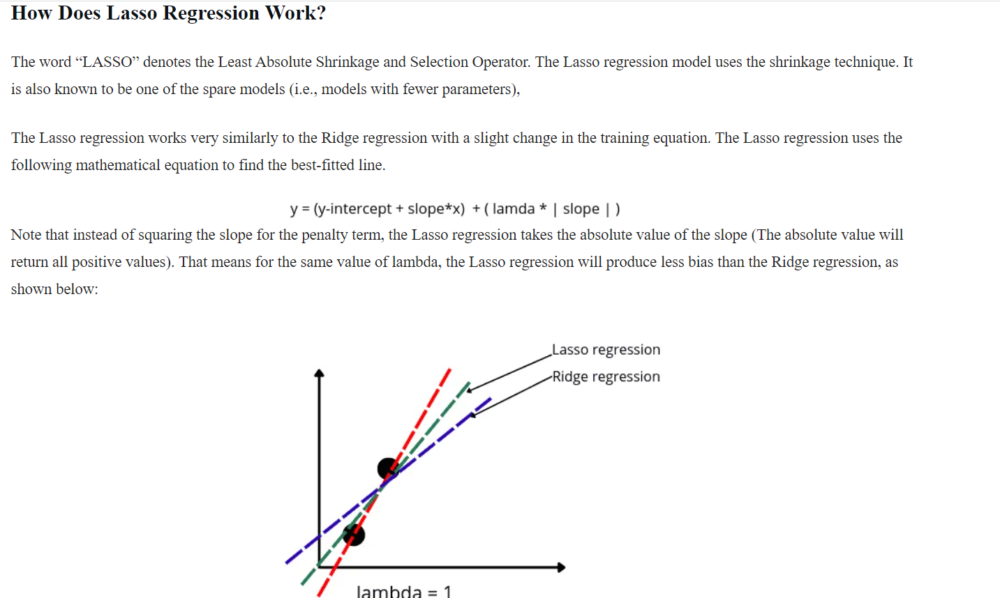 How Does Lasso Regression Work?
The word “LASSO” denotes the Least Absolute Shrinkage and Selection Operator. The Lasso regression model uses the shrinkage technique. It
is also known to be one of the spare models (i.e., models with fewer parameters),
The Lasso regression works very similarly to the Ridge regression with a slight change in the training equation. The Lasso regression uses the
following mathematical equation to find the best-fitted line.
y = (y-intercept + slope*x) + ( lamda * | slope | )
Note that instead of squaring the slope for the penalty term, the Lasso regression takes the absolute value of the slope (The absolute value will
return all positive values). That means for the same value of lambda, the Lasso regression will produce less bias than the Ridge regression, as
shown below:
Lasso regression
Ridge regression
lambda = 1